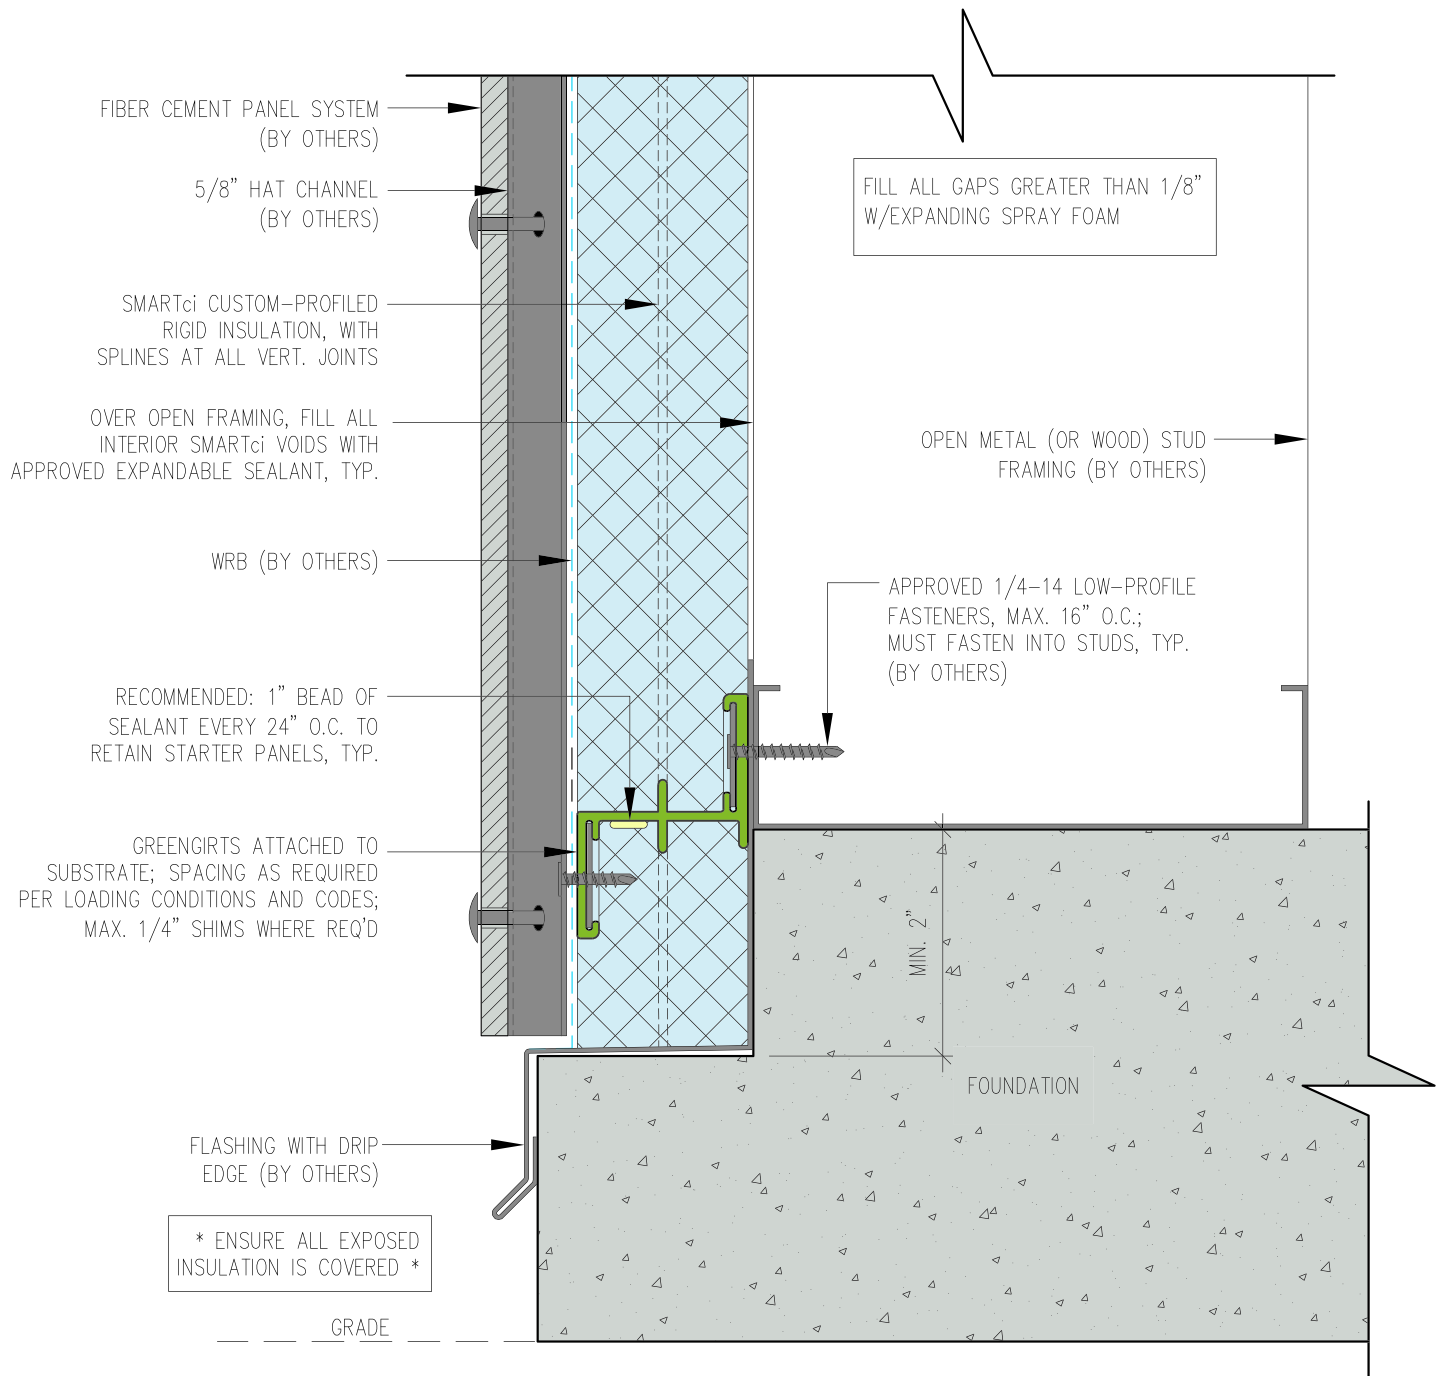 FIBER CEMENT PANEL SYSTEM
(BY OTHERS)
5/8” HAT CHANNEL
(BY OTHERS)
SMARTci CUSTOM–PROFILED
RIGID INSULATION, WITH
SPLINES AT ALL VERT. JOINTS
OVER OPEN FRAMING, FILL ALL
INTERIOR SMARTci VOIDS WITH
APPROVED EXPANDABLE SEALANT, TYP.
WRB (BY OTHERS)
RECOMMENDED: 1” BEAD OF
SEALANT EVERY 24” O.C. TO
RETAIN STARTER PANELS, TYP.
GREENGIRTS ATTACHED TO
SUBSTRATE; SPACING AS REQUIRED
PER LOADING CONDITIONS AND CODES;
MAX. 1/4” SHIMS WHERE REQ’D
FLASHING WITH DRIP
EDGE (BY OTHERS)
* ENSURE ALL EXPOSED
INSULATION IS COVERED *
GRADE
FILL ALL GAPS GREATER THAN 1/8”
W/EXPANDING SPRAY FOAM
OPEN METAL (OR WOOD) STUD
FRAMING (BY OTHERS)
APPROVED 1/4–14 LOW–PROFILE
FASTENERS, MAX. 16” O.C.;
MUST FASTEN INTO STUDS, TYP.
(BY OTHERS)
MIN. 2”
FOUNDATION